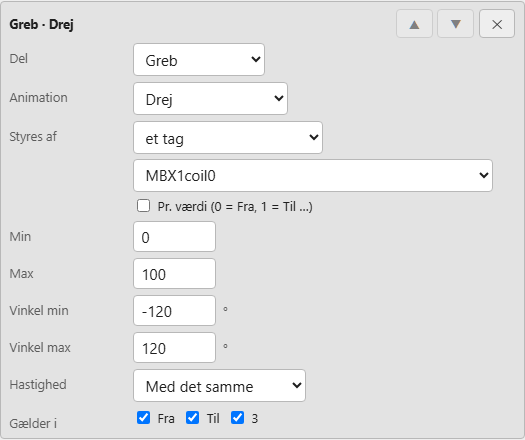 Greb · Drej
Del Greb
Animation Drej
Styres af et tag
MBX1coil0
Pr. værdi (0 = Fra, 1 = Til ...)
Min 0
Max 100
Vinkel min -120 °
Vinkel max 120 °
Hastighed Med det samme
Gælder i Fra Til 3